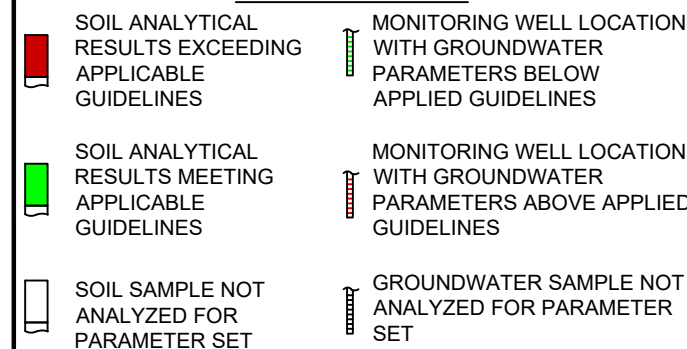 SOIL ANALYTICAL
RESULTS EXCEEDING
APPLICABLE
GUIDELINES
MONITORING WELL LOCATION
WITH GROUNDWATER
PARAMETERS BELOW
APPLIED GUIDELINES
SOIL ANALYTICAL
RESULTS MEETING
APPLICABLE
GUIDELINES
MONITORING WELL LOCATION
WITH GROUNDWATER
PARAMETERS ABOVE APPLIED
GUIDELINES
SOIL SAMPLE NOT
ANALYZED FOR
PARAMETER SET
GROUNDWATER SAMPLE NOT
ANALYZED FOR PARAMETER
SET